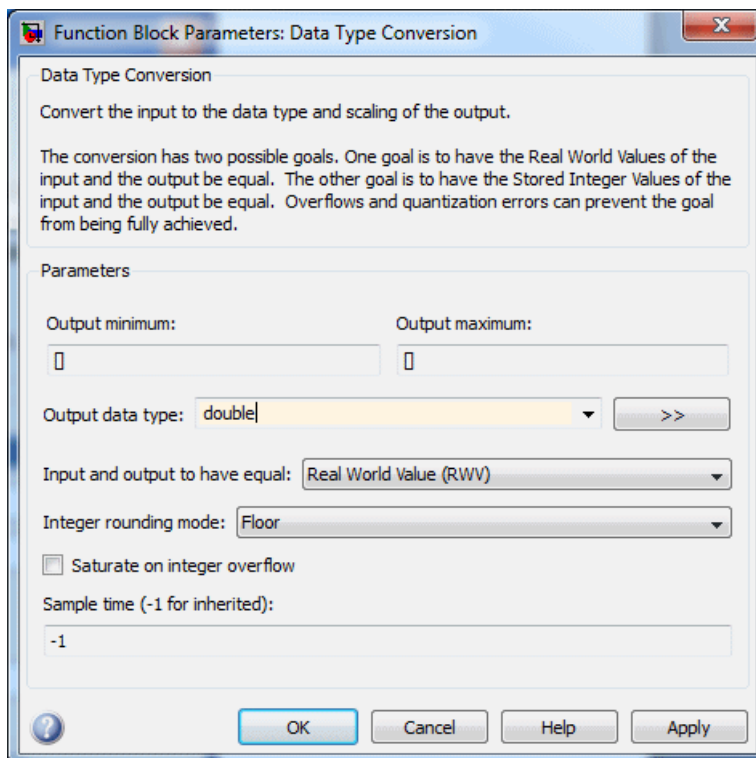 Function Block Parameters: Data Type Conversion
Data Type Conversion
Convert the input to the data type and scaling of the output.
The conversion has two possible goals. One goal is to have the Real World Values of the
input and the output be equal. The other goal is to have the Stored Integer Values of the
input and the output be equal. Overflows and quantization errors can prevent the goal
from being fully achieved.
Parameters
Output minimum: Output maximum:
[] []
Output data type: double >>
Input and output to have equal: Real World Value (RWV)
Integer rounding mode: Floor
Saturate on integer overflow
Sample time (-1 for inherited):
-1
OK Cancel Help Apply